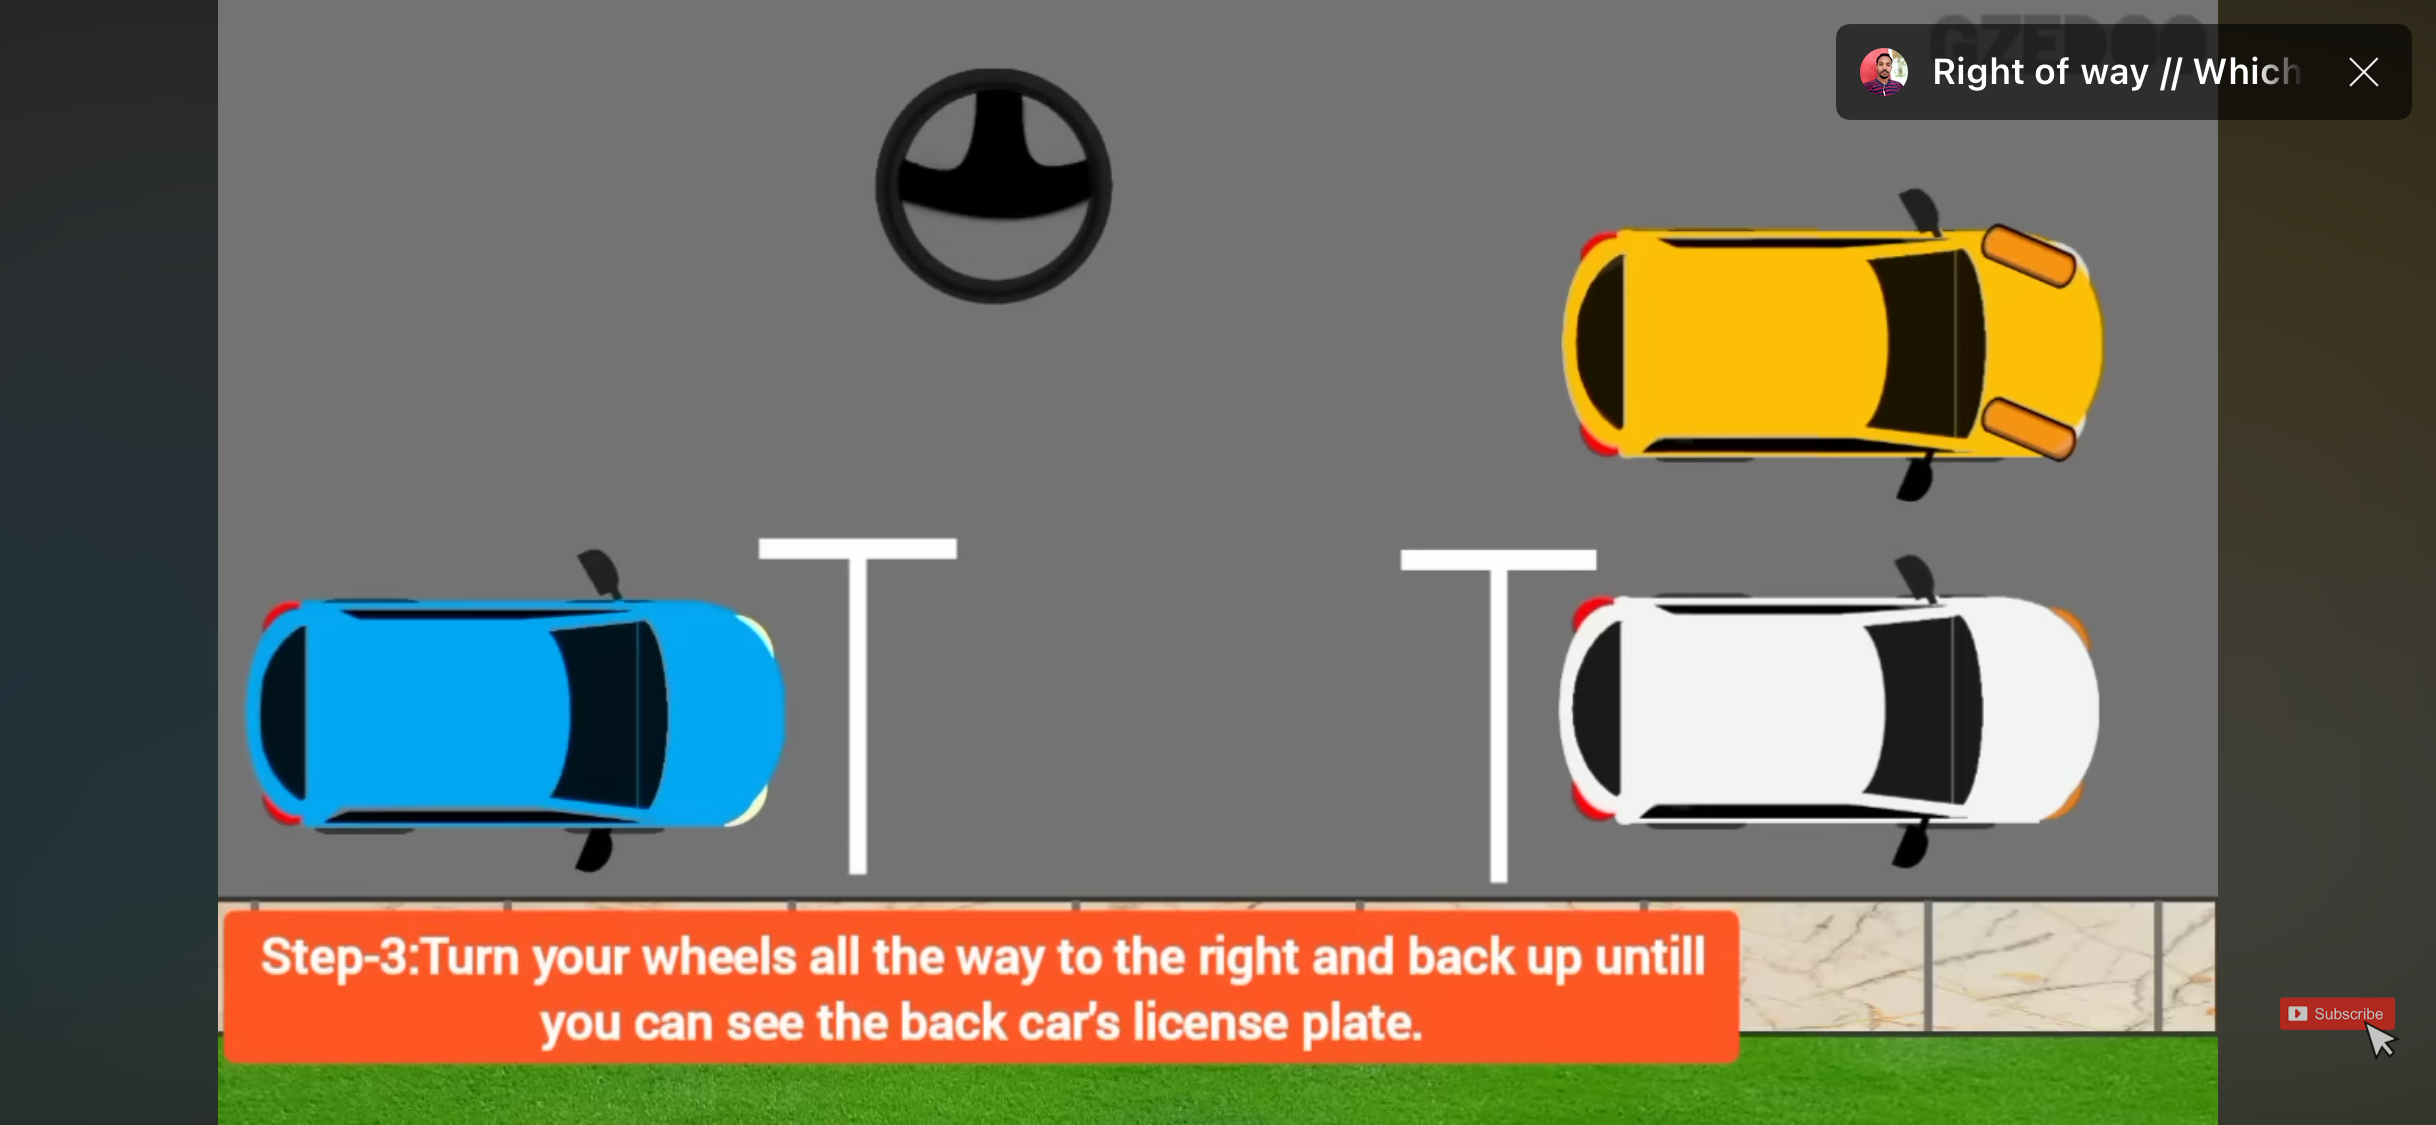 Right of way // Which
Step-3:Turn your wheels all the way to the right and back up untill
you can see the back car's license plate.
Subscribe